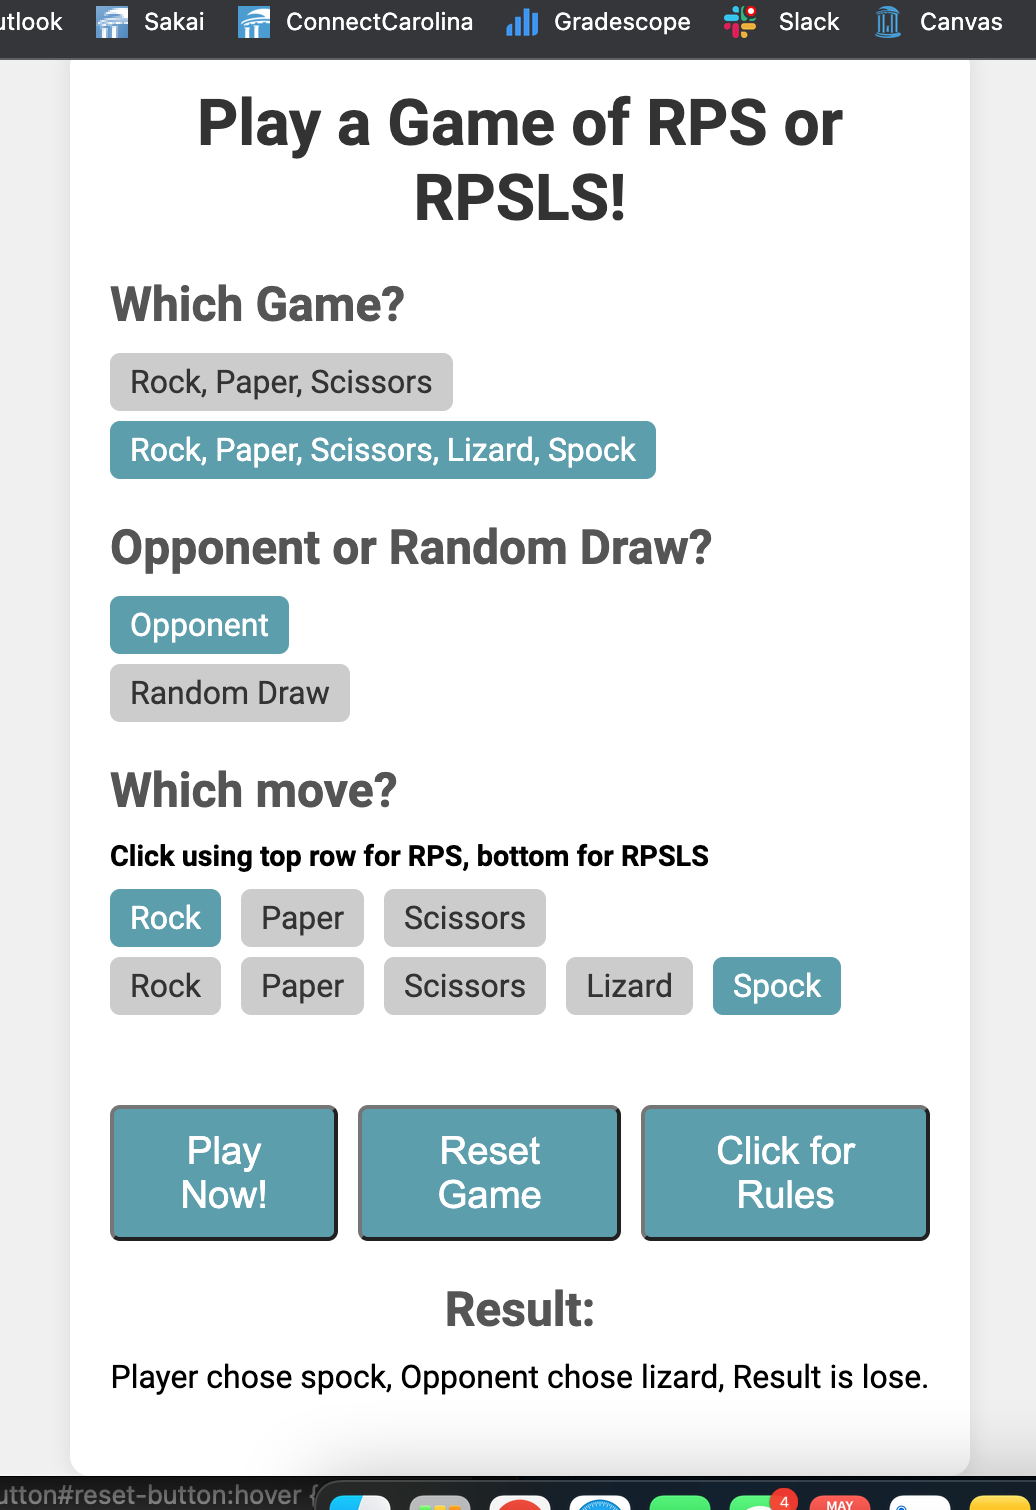 utlook Sakai ConnectCarolina Gradescope Slack Canvas
Play a Game of RPS or
RPSLS!
Which Game?
Rock, Paper, Scissors
Rock, Paper, Scissors, Lizard, Spock
Opponent or Random Draw?
Opponent
Random Draw
Which move?
Click using top row for RPS, bottom for RPSLS
Rock Paper Scissors
Rock Paper Scissors Lizard Spock
Play
Now!
Reset
Game
Click for
Rules
Result:
Player chose spock, Opponent chose lizard, Result is lose.
utton#reset-button:hover {
4
MAY